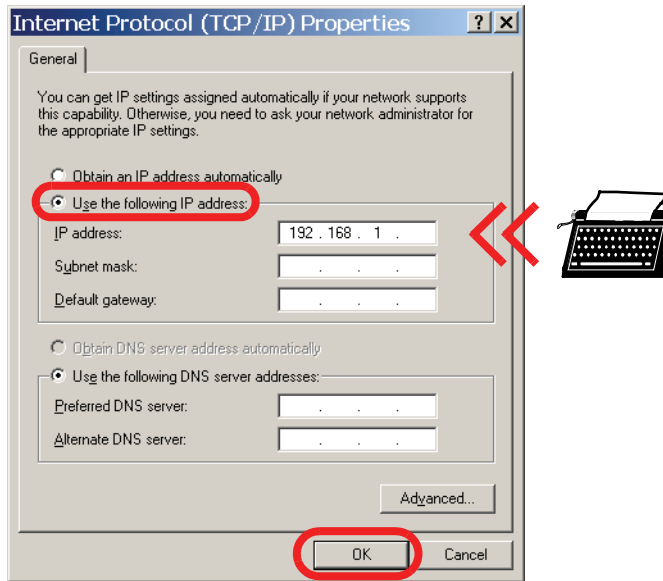 Internet Protocol (TCP/IP) Properties
General
You can get IP settings assigned automatically if your network supports
this capability. Otherwise, you need to ask your network administrator for
the appropriate IP settings.
Obtain an IP address automatically
Use the following IP address:
IP address: 192 . 168 . 1 .
Subnet mask: . . .
Default gateway: . . .
Obtain DNS server address automatically
Use the following DNS server addresses:
Preferred DNS server: . . .
Alternate DNS server: . . .
Advanced...
OK Cancel